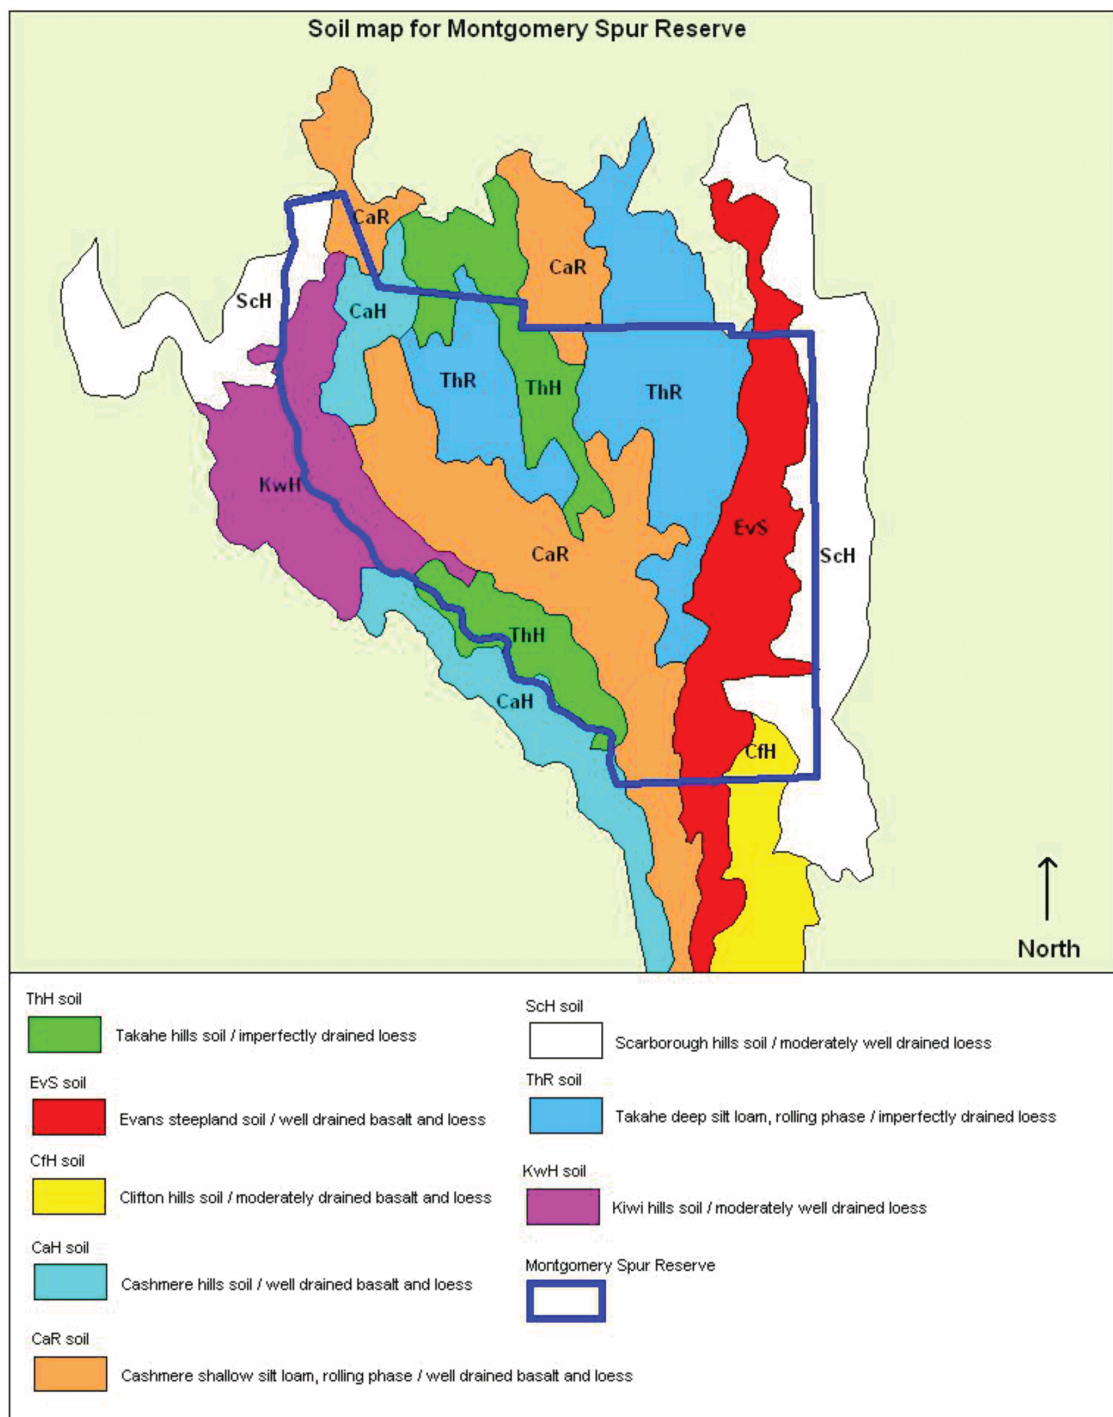 Soil map for Montgomery Spur Reserve
CaR
CaR
ScH
CaH
ThR
ThH
ThR
KwH
EvS
CaR
ScH
ThH
CaH
CfH
North
ThH soil
Takahe hills soil / imperfectly drained loess
EvS soil
Evans steepland soil / well drained basalt and loess
CfH soil
Clifton hills soil / moderately drained basalt and loess
CaH soil
Cashmere hills soil / well drained basalt and loess
CaR soil
Cashmere shallow silt loam, rolling phase / well drained basalt and loess
ScH soil
Scarborough hills soil / moderately well drained loess
ThR soil
Takahe deep silt loam, rolling phase / imperfectly drained loess
KwH soil
Kiwi hills soil / moderately well drained loess
Montgomery Spur Reserve